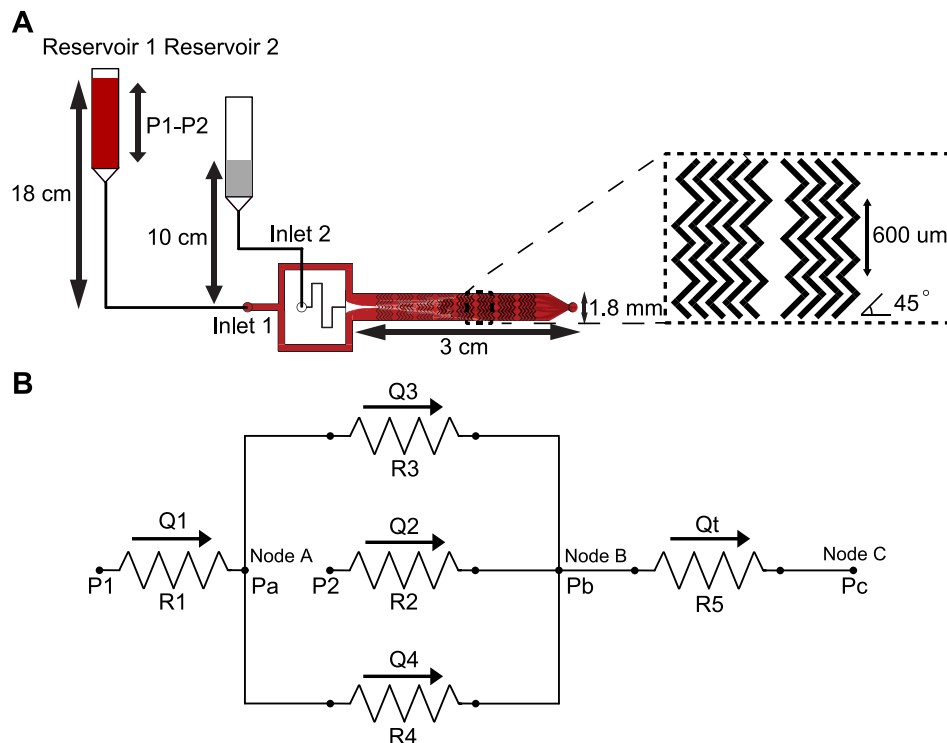 A
Reservoir 1 Reservoir 2
P1-P2
18 cm
10 cm
Inlet 2
Inlet 1
1.8 mm
3 cm
600 um
45°
B
Q3
R3
Q1
Node A
Q2
Node B
Qt
Node C
P1
R1
Pa
P2
R2
Pb
R5
Pc
Q4
R4